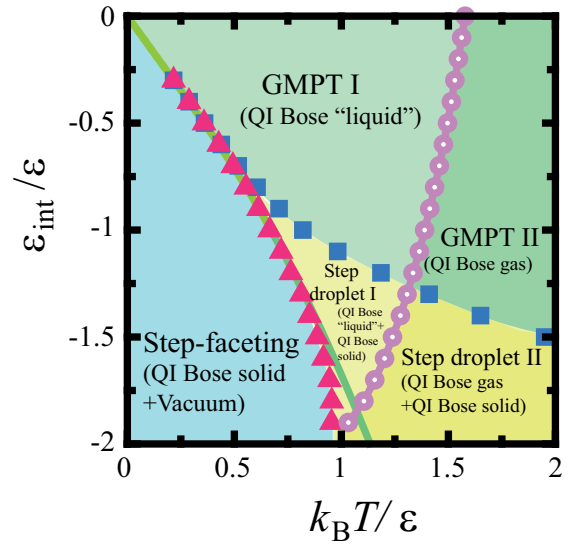 0
-0.5
-1
-1.5
-2
ε_int/ε
0
0.5
1
1.5
2
k_BT/ ε
GMPT I
(QI Bose “liquid”)
GMPT II
(QI Bose gas)
Step
droplet I
(QI Bose
“liquid”+
QI Bose
solid)
Step-faceting
(QI Bose solid
+Vacuum)
Step droplet II
(QI Bose gas
+QI Bose solid)